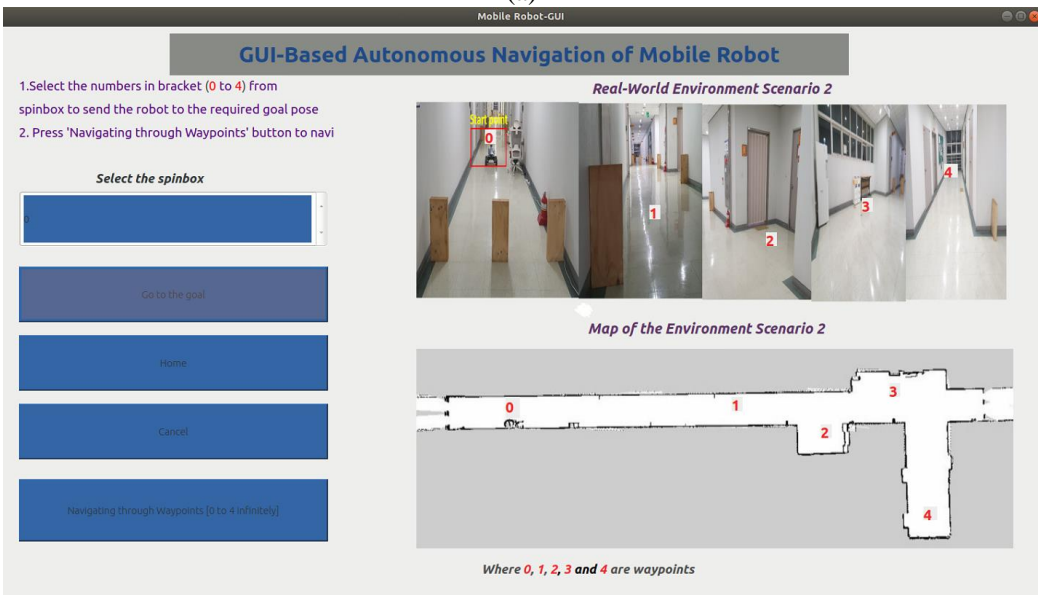 Mobile Robot-GUI
GUI-Based Autonomous Navigation of Mobile Robot
1.Select the numbers in bracket (0 to 4) from
spinbox to send the robot to the required goal pose
2. Press 'Navigating through Waypoints' button to navi
Select the spinbox
0
Go to the goal
Home
Cancel
Navigating through Waypoints [0 to 4 infinitely]
Real-World Environment Scenario 2
Start point
0
1
2
3
4
Map of the Environment Scenario 2
0
1
2
3
4
Where 0, 1, 2, 3 and 4 are waypoints